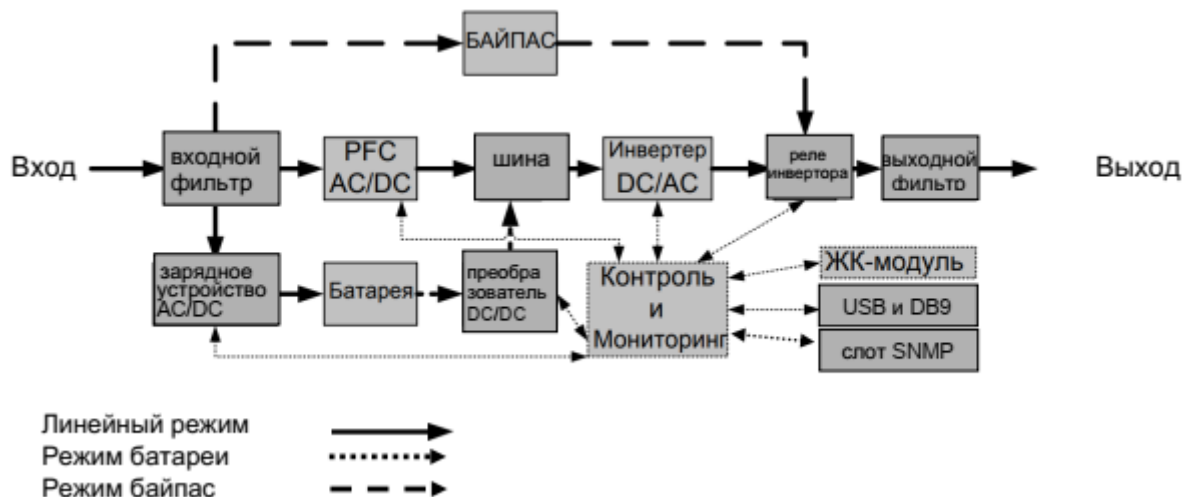 БАЙПАС
Вход
входной
фильтр
PFC
AC/DC
шина
Инвертер
DC/AC
реле
инвертора
выходной
фильтр
Выход
зарядное
устройство
AC/DC
Батарея
преобра
зователь
DC/DC
Контроль
и
Мониторинг
ЖК-модуль
USB и DB9
слот SNMP
Линейный режим
Режим батареи
Режим байпас